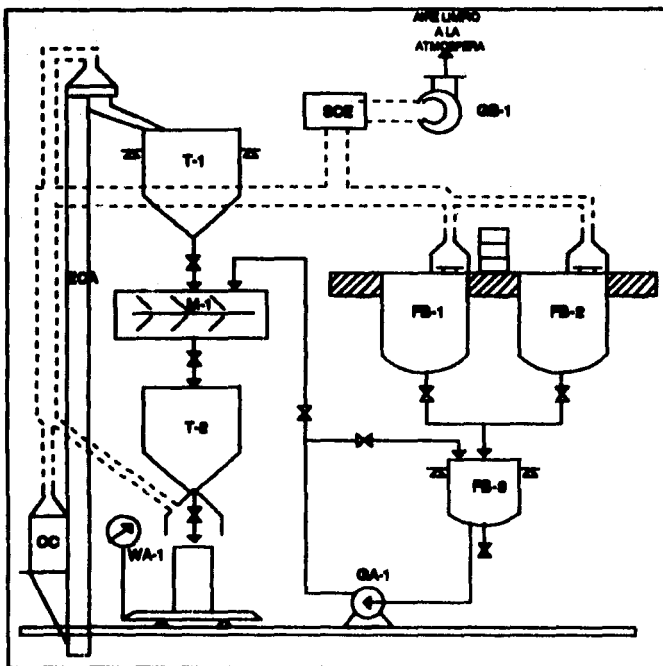 AIRE LIMPIO
A LA
ATMOSFERA
SCE
GB-1
T-1
ECA
M-1
FB-1
FB-2
T-2
FB-3
CC
WA-1
GA-1